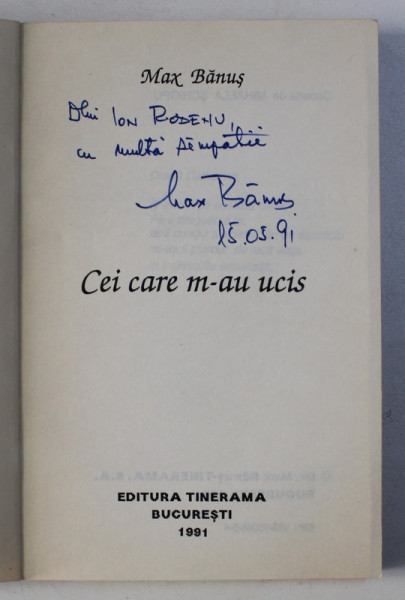 Max Bănuș
Dlui Ion Rodenu,
cu multă simpatie
Max Bănuș
15.05.91
Cei care m-au ucis
EDITURA TINERAMA
BUCUREȘTI
1991